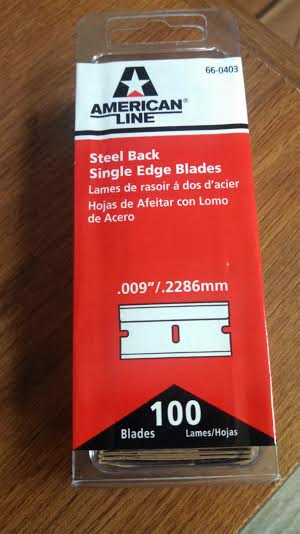 66-0403
AMERICAN®
LINE
Steel Back
Single Edge Blades
Lames de rasoir á dos d'acier
Hojas de Afeitar con Lomo
de Acero
.009"/.2286mm
100
Blades Lames/Hojas